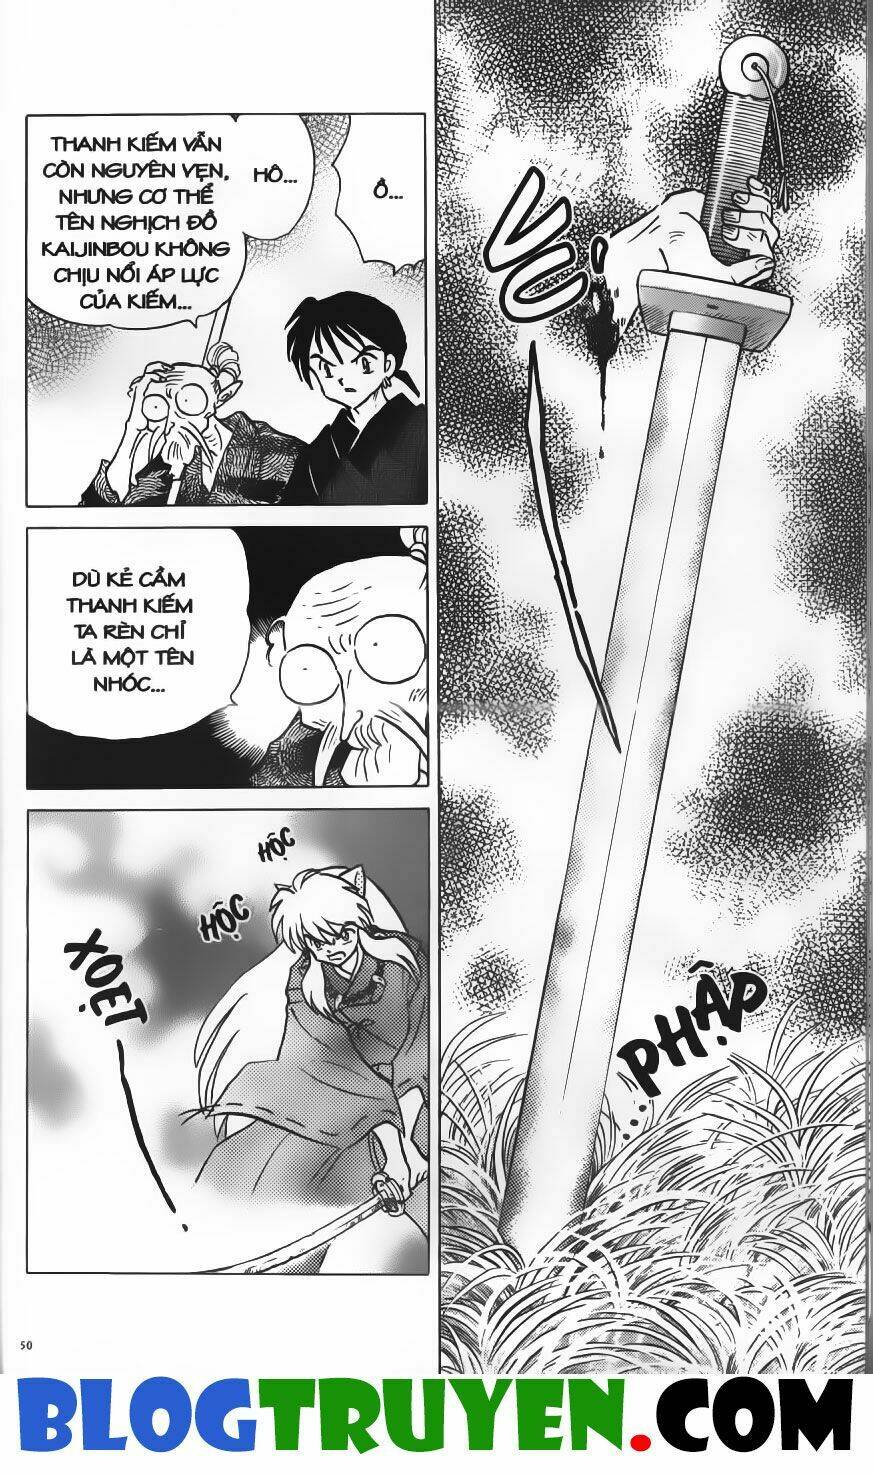 VÙ
PHẬP
Ồ...
HÔ...
THANH KIẾM VẪN
CÒN NGUYÊN VẸN,
NHƯNG CƠ THỂ
TÊN NGHỊCH ĐỒ
KAIJINBOU KHÔNG
CHỊU NỔI ÁP LỰC
CỦA KIẾM...
DÙ KẺ CẦM
THANH KIẾM
TA RÈN CHỈ
LÀ MỘT TÊN
NHÓC...
HỘC
HỘC
XOẸT
50
BLOGTRUYEN.COM